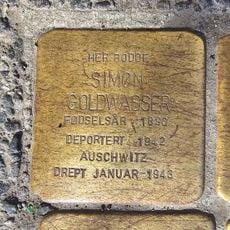 HER BODDE
SIMON
GOLDWASSER
FØDSELSÅR 1890
DEPORTERT 1942
AUSCHWITZ
DREPT JANUAR 1943